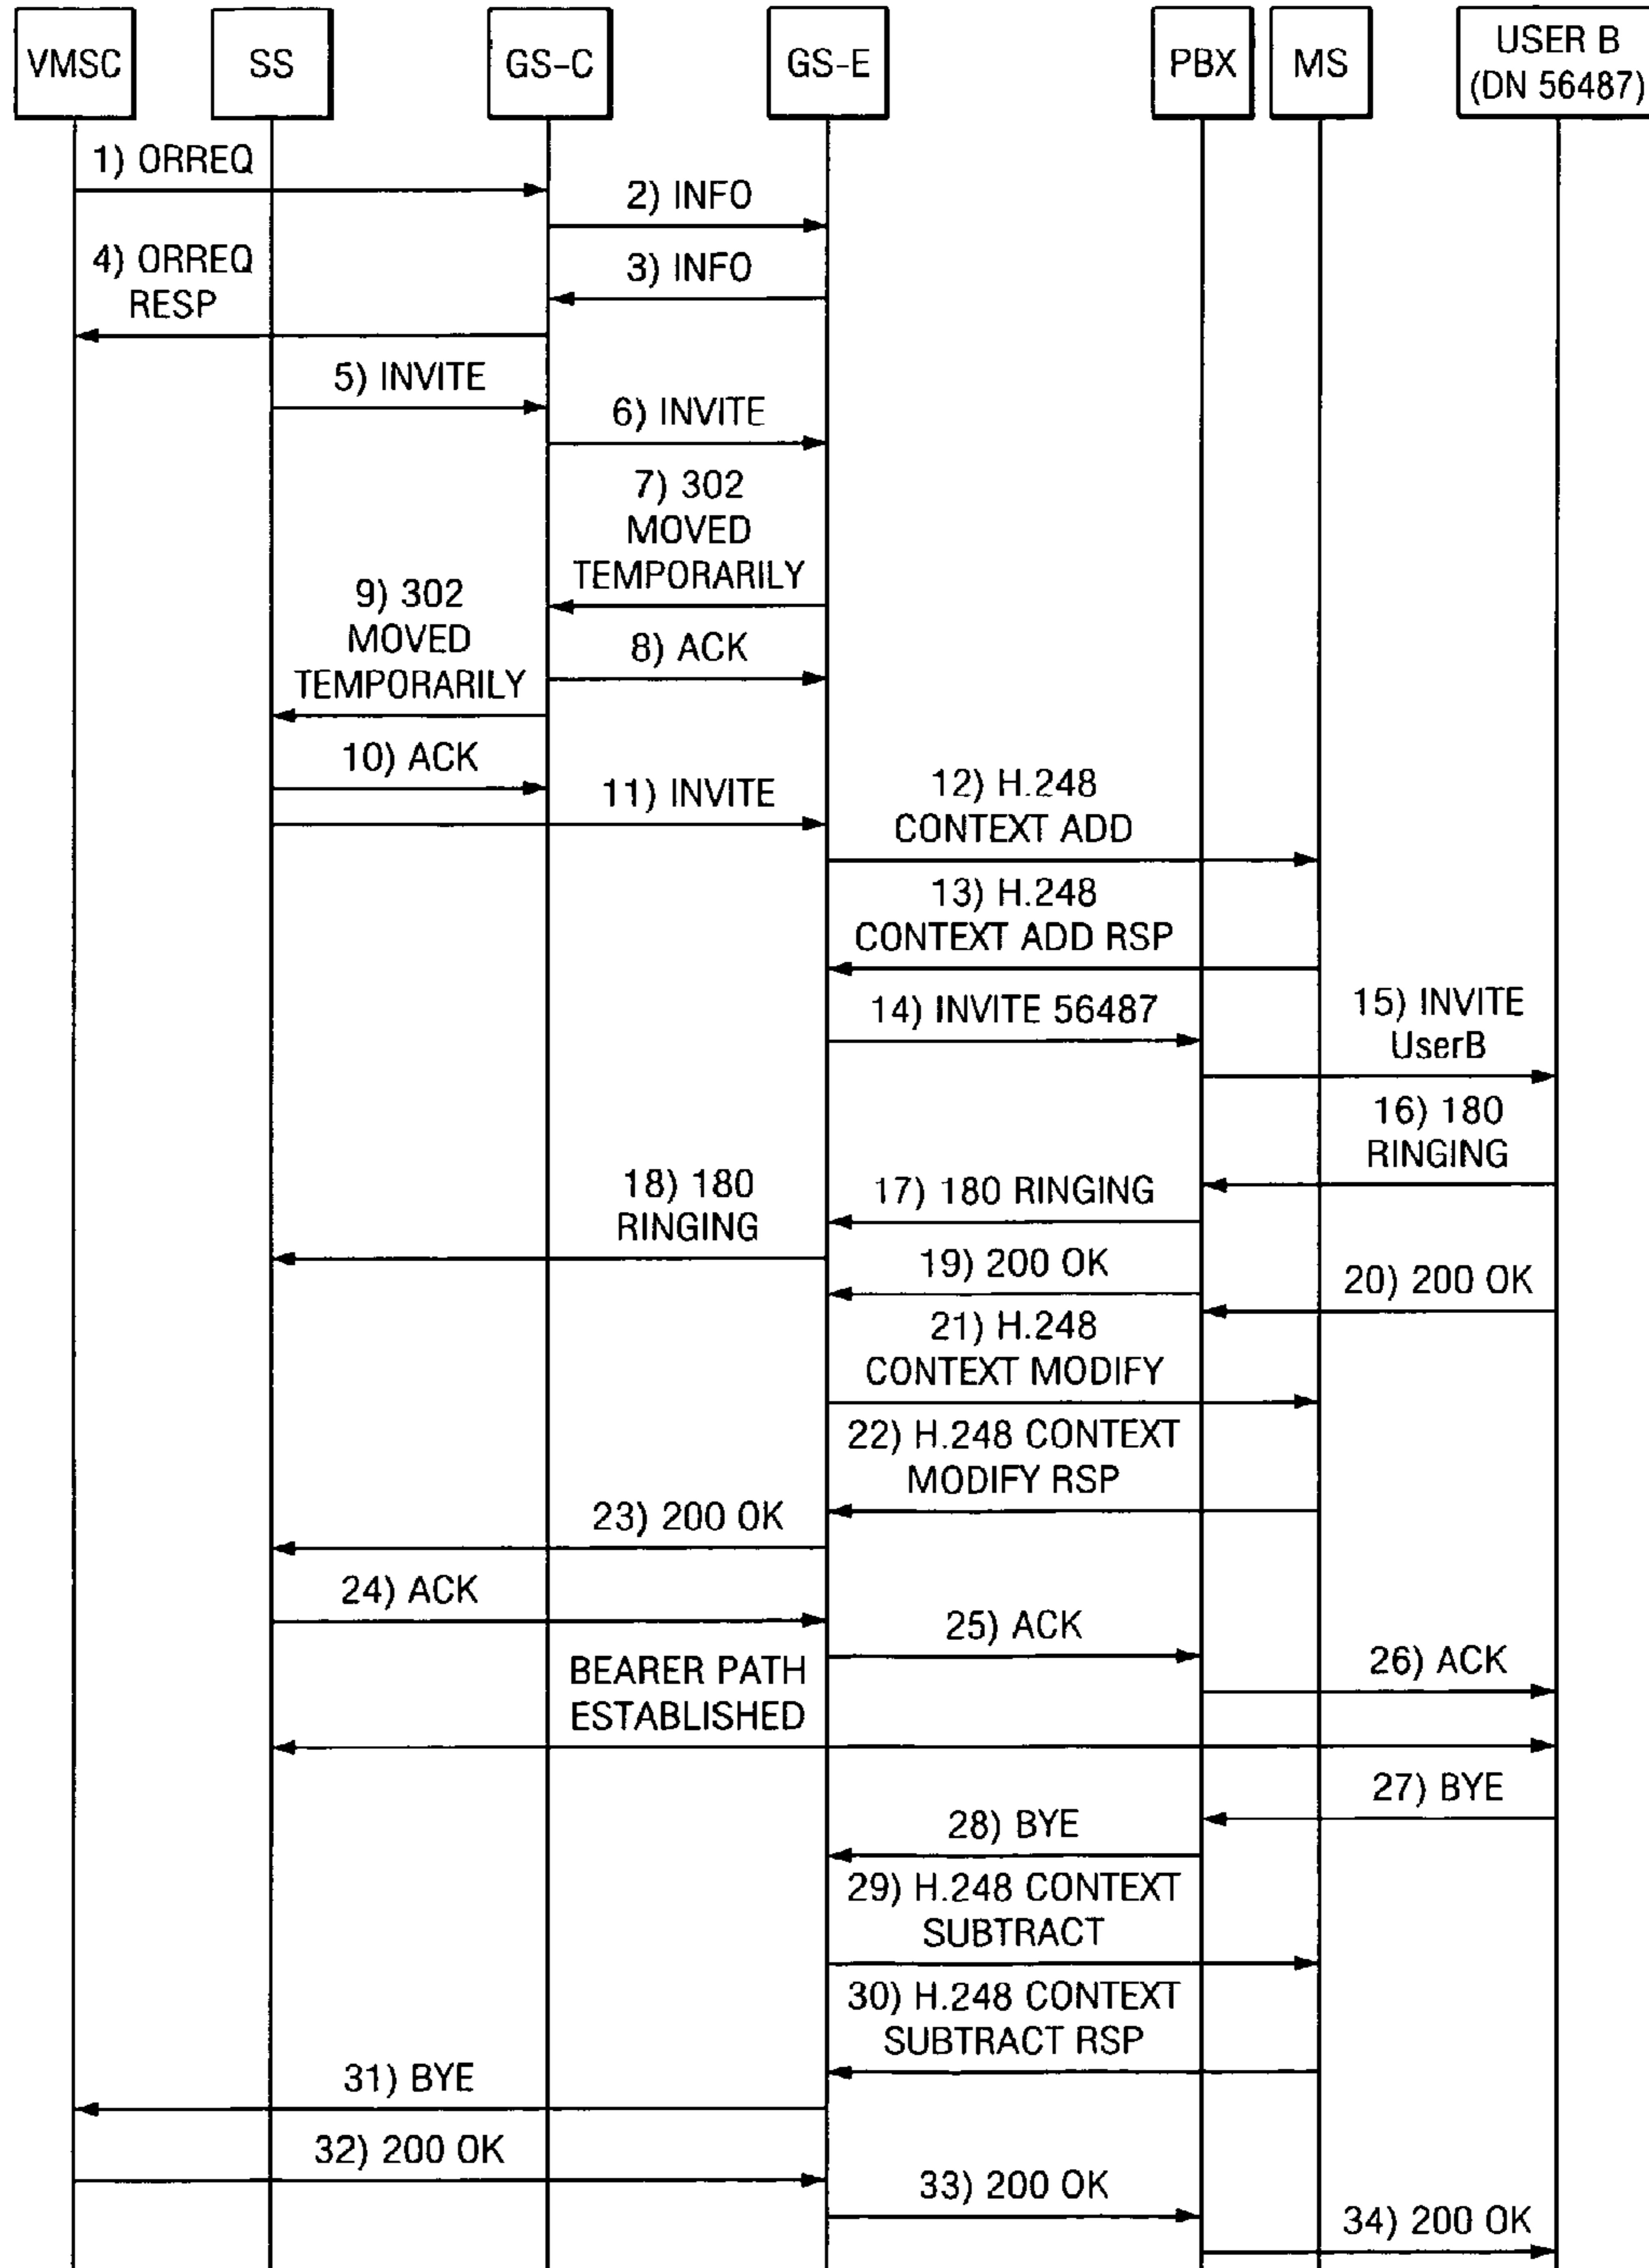 VMSC
SS
GS-C
GS-E
PBX
MS
USER B
(DN 56487)
1) ORREQ
2) INFO
4) ORREQ
RESP
3) INFO
5) INVITE
6) INVITE
7) 302
MOVED
TEMPORARILY
9) 302
MOVED
TEMPORARILY
8) ACK
10) ACK
11) INVITE
12) H.248
CONTEXT ADD
13) H.248
CONTEXT ADD RSP
14) INVITE 56487
15) INVITE
UserB
16) 180
RINGING
18) 180
RINGING
17) 180 RINGING
19) 200 OK
20) 200 OK
21) H.248
CONTEXT MODIFY
22) H.248 CONTEXT
MODIFY RSP
23) 200 OK
24) ACK
25) ACK
26) ACK
BEARER PATH
ESTABLISHED
27) BYE
28) BYE
29) H.248 CONTEXT
SUBTRACT
30) H.248 CONTEXT
SUBTRACT RSP
31) BYE
32) 200 OK
33) 200 OK
34) 200 OK